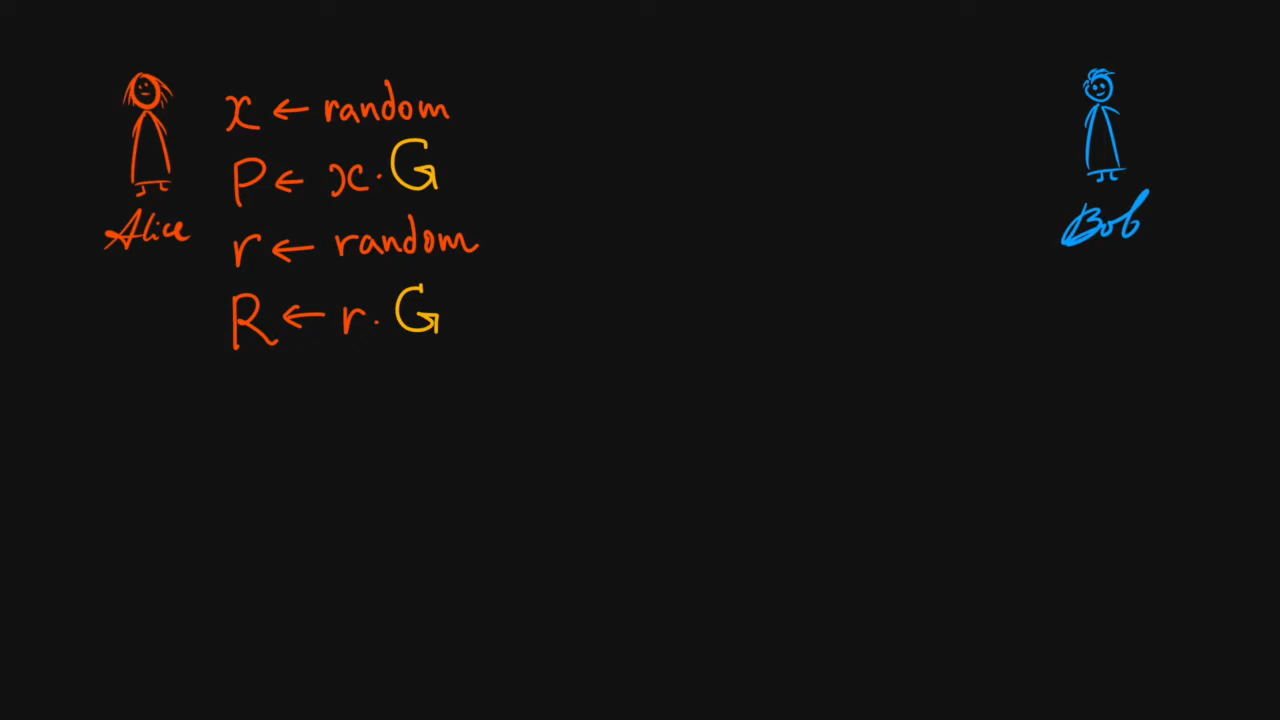 x ← random
P ← x · G
r ← random
R ← r · G
Alice
Bob